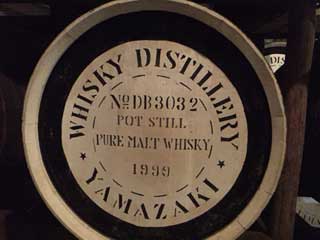 WHISKY DISTILLERY
No DB3032
POT STILL
PURE MALT WHISKY
1999
★ YAMAZAKI ★